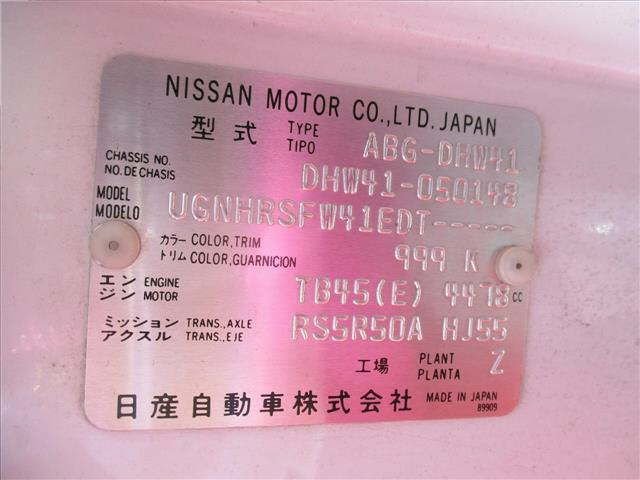 NISSAN MOTOR CO.,LTD. JAPAN
型式 TYPE TIPO ABG-DHW41
CHASSIS NO. NO. DE CHASIS DHW41-050148
MODEL MODELO UGNHRSFW41EDT-----
カラー COLOR,TRIM 999 K
トリム COLOR,GUARNICION
エンジン ENGINE MOTOR TB45(E) 4478 cc
ミッション TRANS.,AXLE RS5R50A HJ55
アクスル TRANS.,EJE
工場 PLANT PLANTA Z
日産自動車株式会社 MADE IN JAPAN
89909